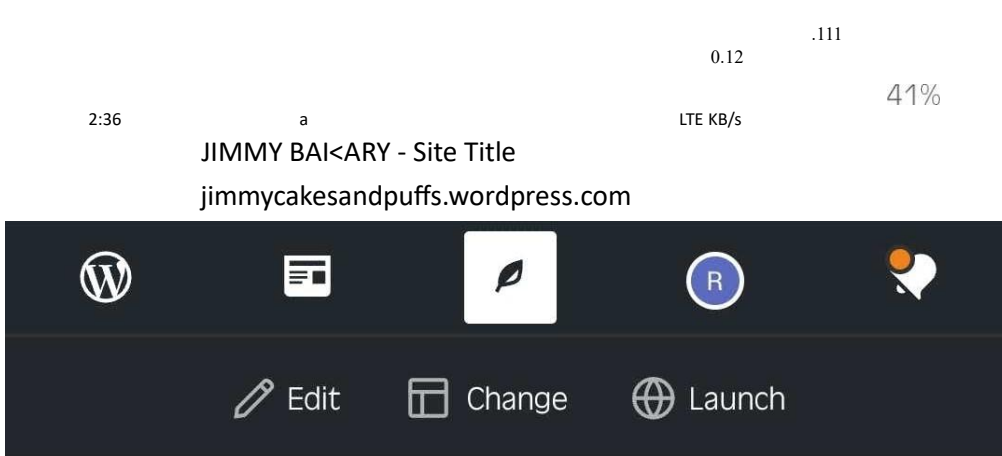 .111
0.12
41%
2:36 a LTE KB/s
JIMMY BAI<ARY - Site Title
jimmycakesandpuffs.wordpress.com
W R
Edit Change Launch